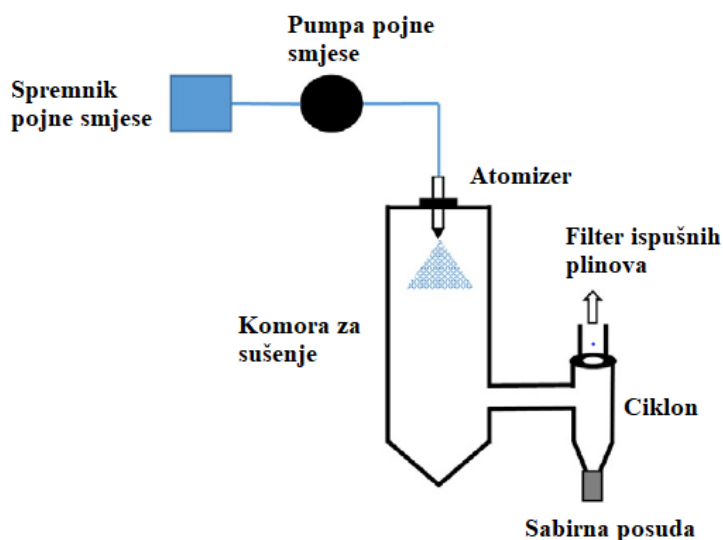 Pumpa pojne
smjese
Spremnik
pojne smjese
Atomizer
Filter ispušnih
plinova
Komora za
sušenje
Ciklon
Sabirna posuda